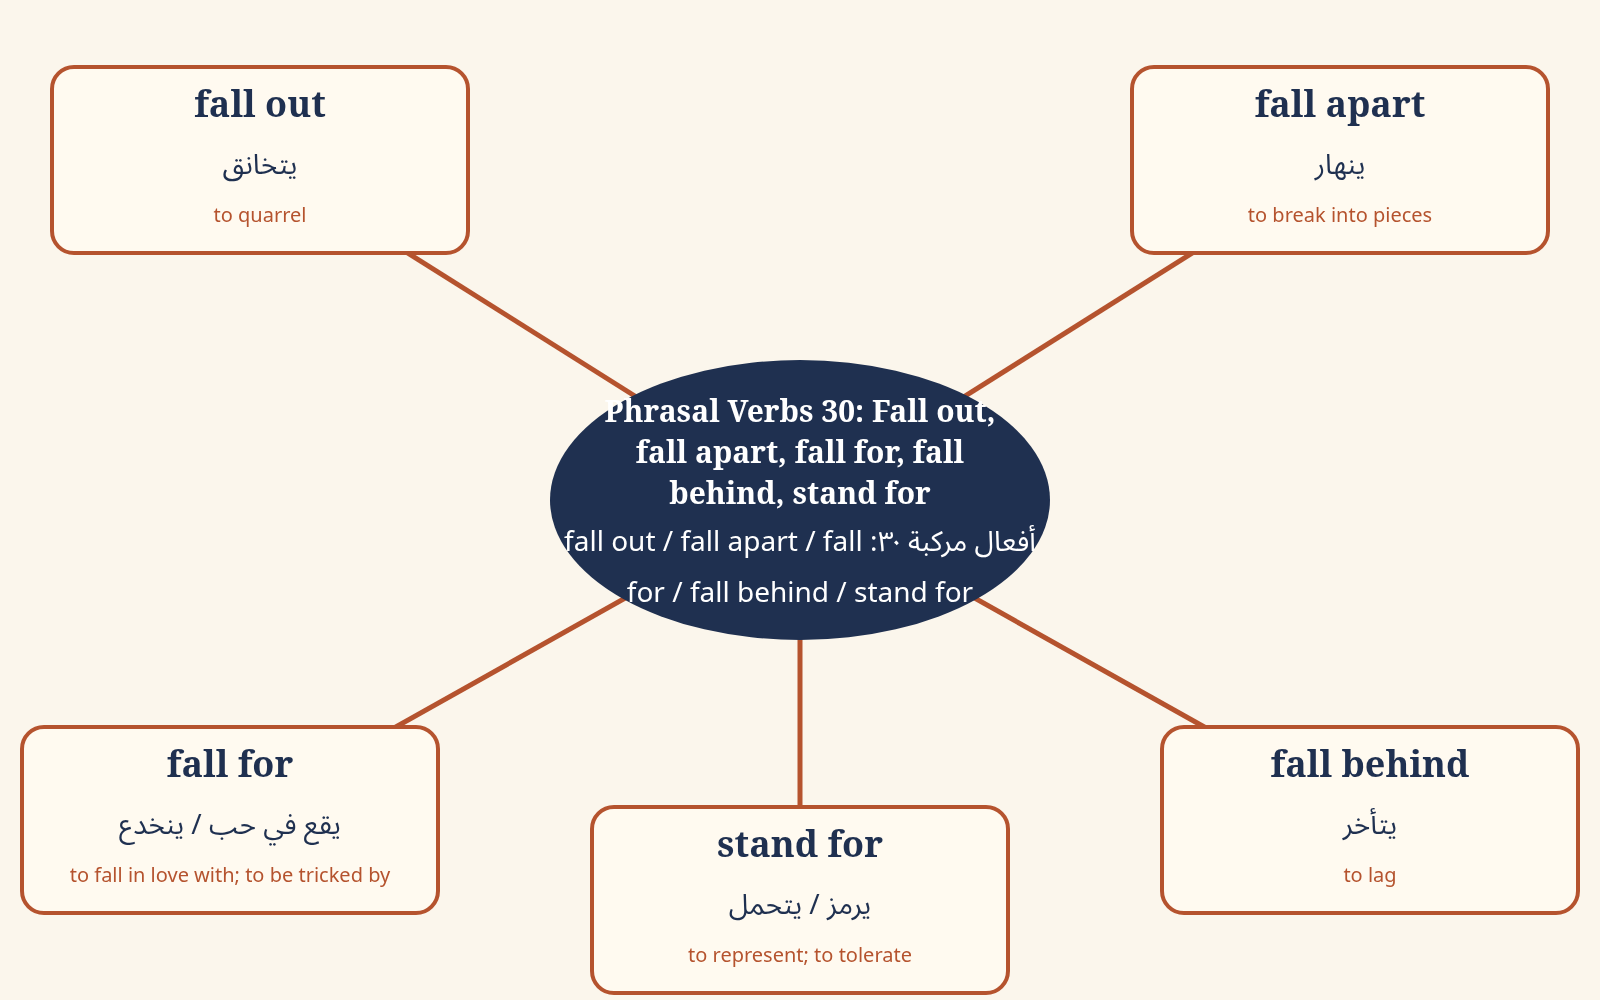 fall out
يتخانق
to quarrel
fall apart
ينهار
to break into pieces
Phrasal Verbs 30: Fall out,
fall apart, fall for, fall
behind, stand for
أفعال مركبة ٣٠: fall out / fall apart / fall
for / fall behind / stand for
fall for
يقع في حب / ينخدع
to fall in love with; to be tricked by
stand for
يرمز / يتحمل
to represent; to tolerate
fall behind
يتأخر
to lag